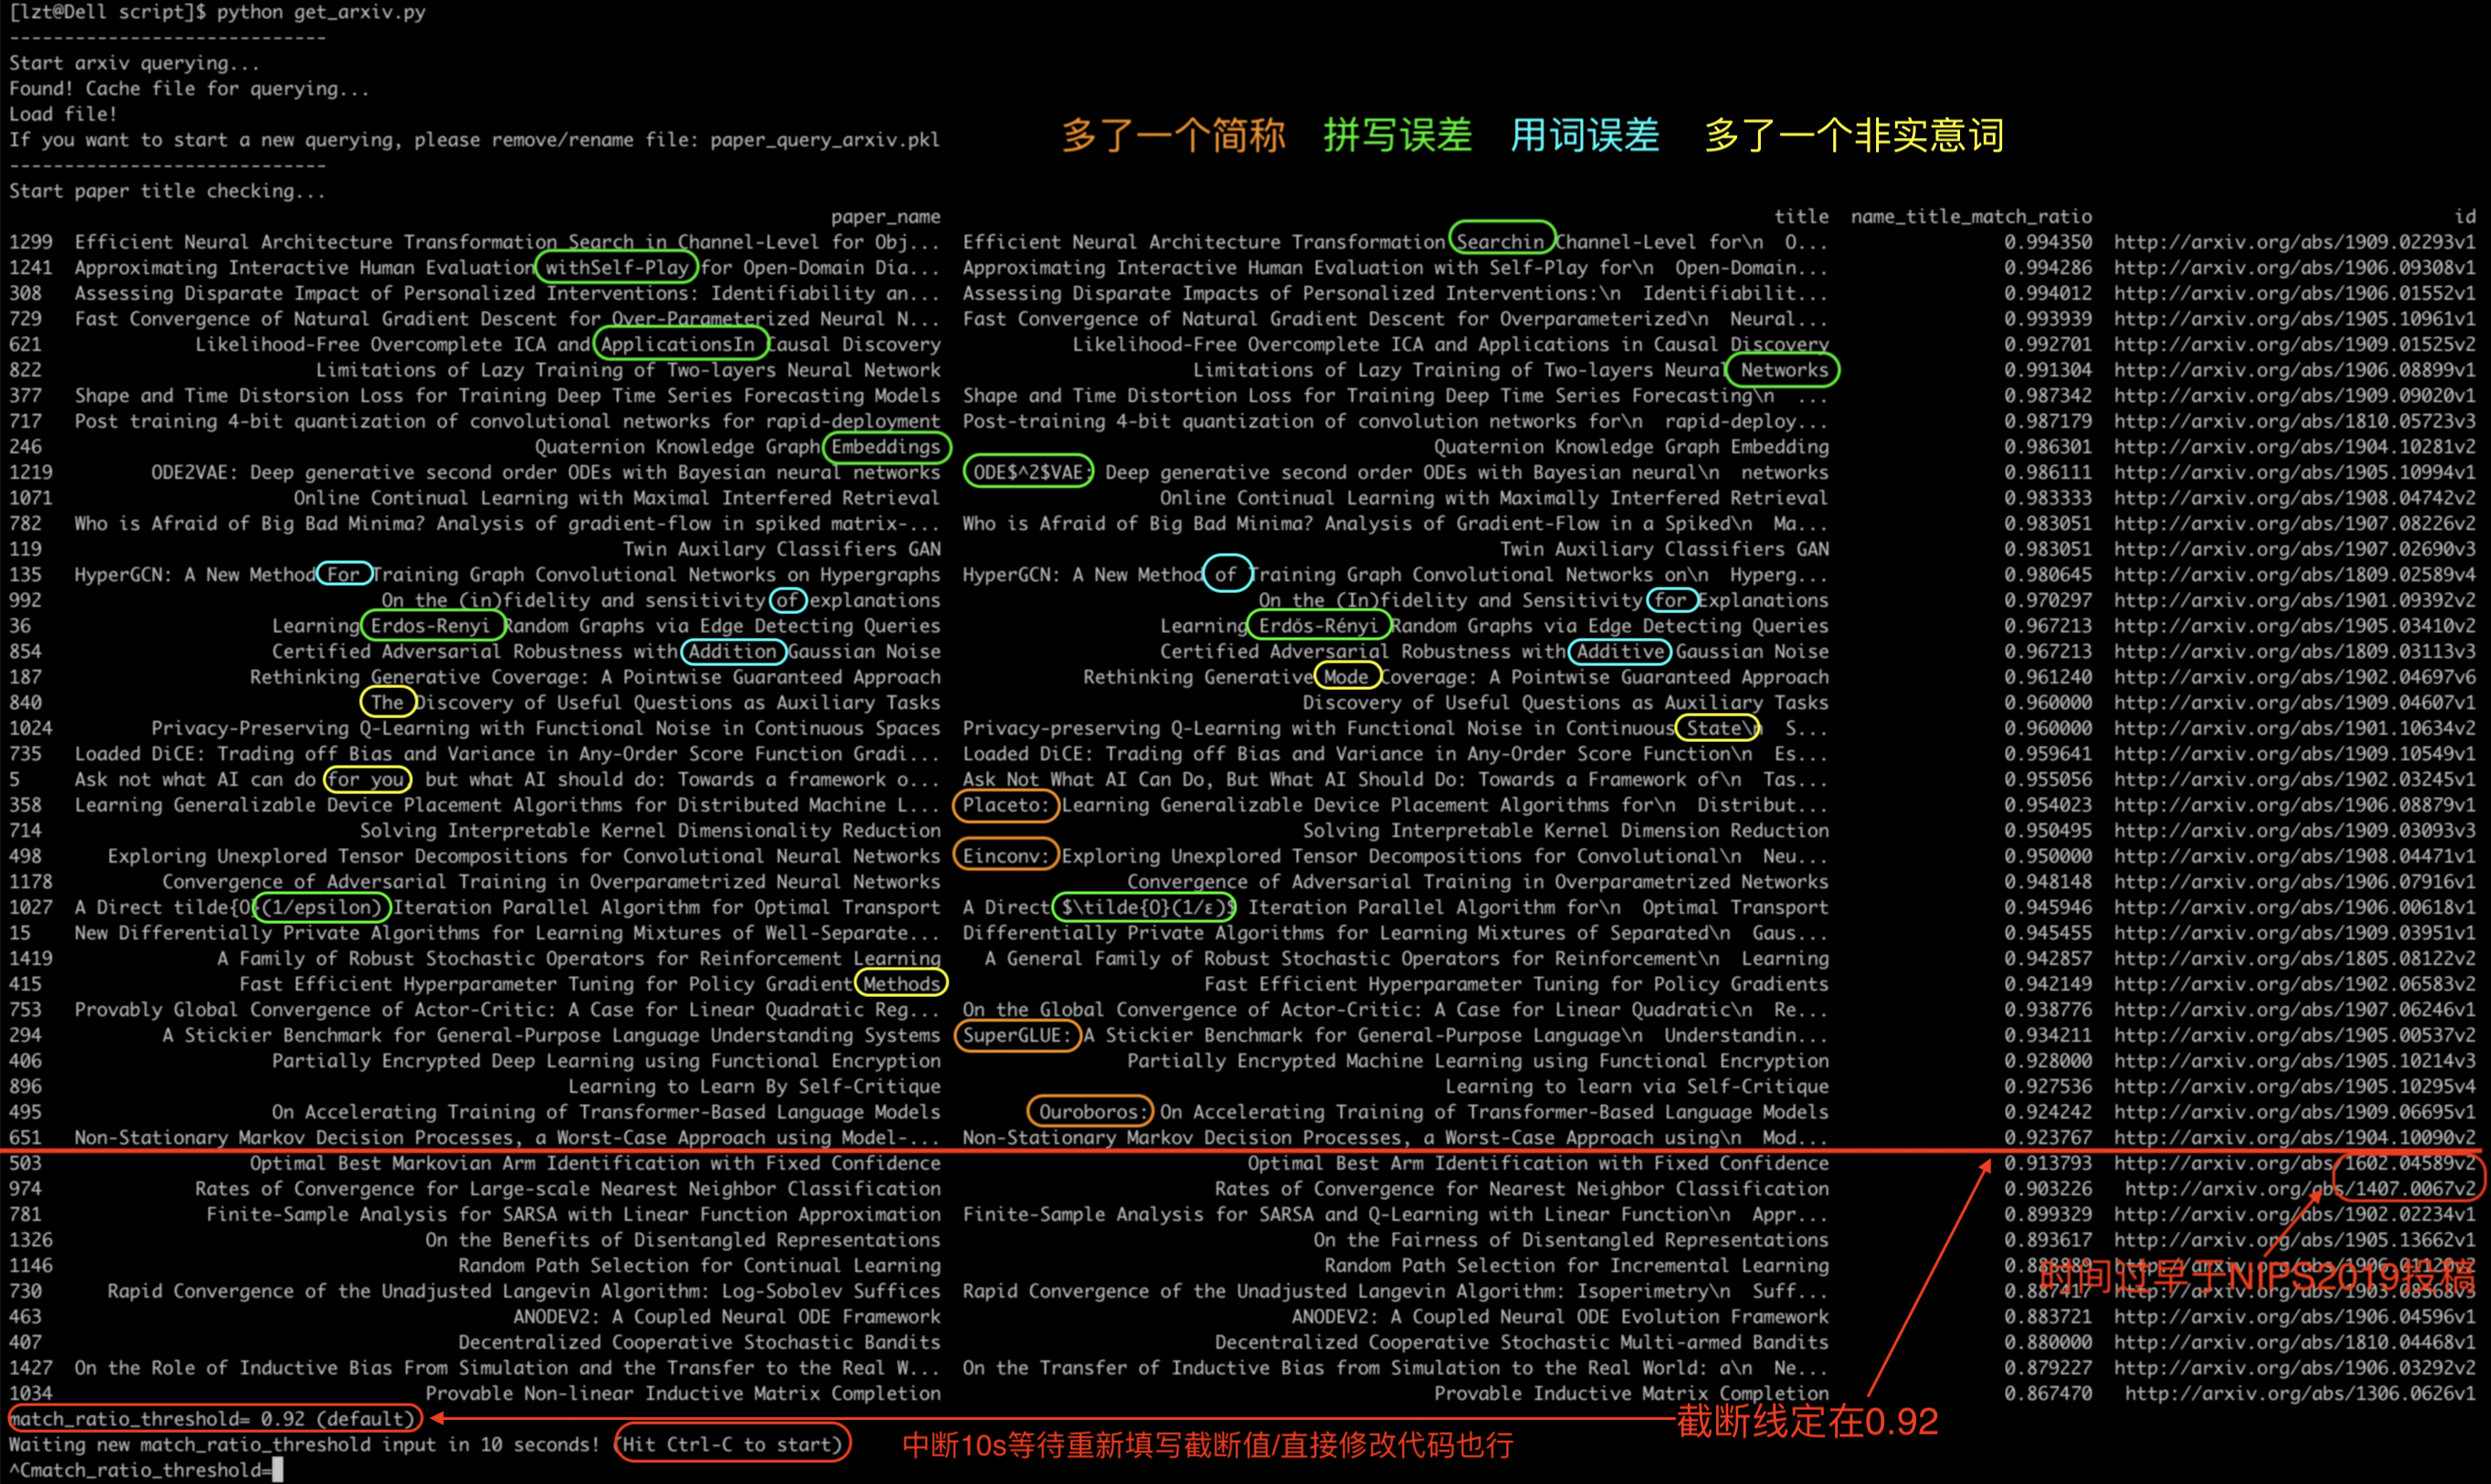 [lzt@Dell script]$ python get_arxiv.py
-----------------------------
Start arxiv querying...
Found! Cache file for querying...
Load file!
If you want to start a new querying, please remove/rename file: paper_query_arxiv.pkl
多了一个简称 拼写误差 用词误差 多了一个非实意词
-----------------------------
Start paper title checking...
paper_name title name_title_match_ratio id
1299 Efficient Neural Architecture Transformation Search in Channel-Level for Obj... Efficient Neural Architecture Transformation Searchin Channel-Level for\n O... 0.994350 http://arxiv.org/abs/1909.02293v1
1241 Approximating Interactive Human Evaluation withSelf-Play for Open-Domain Dia... Approximating Interactive Human Evaluation with Self-Play for\n Open-Domain... 0.994286 http://arxiv.org/abs/1906.09308v1
308 Assessing Disparate Impact of Personalized Interventions: Identifiability an... Assessing Disparate Impacts of Personalized Interventions:\n Identifiabilit... 0.994012 http://arxiv.org/abs/1906.01552v1
729 Fast Convergence of Natural Gradient Descent for Over-Parameterized Neural N... Fast Convergence of Natural Gradient Descent for Overparameterized\n Neural... 0.993939 http://arxiv.org/abs/1905.10961v1
621 Likelihood-Free Overcomplete ICA and ApplicationsIn Causal Discovery Likelihood-Free Overcomplete ICA and Applications in Causal Discovery 0.992701 http://arxiv.org/abs/1909.01525v2
822 Limitations of Lazy Training of Two-layers Neural Network Limitations of Lazy Training of Two-layers Neural Networks 0.991304 http://arxiv.org/abs/1906.08899v1
377 Shape and Time Distorsion Loss for Training Deep Time Series Forecasting Models Shape and Time Distortion Loss for Training Deep Time Series Forecasting\n ... 0.987342 http://arxiv.org/abs/1909.09020v1
717 Post training 4-bit quantization of convolutional networks for rapid-deployment Post-training 4-bit quantization of convolution networks for\n rapid-deploy... 0.987179 http://arxiv.org/abs/1810.05723v3
246 Quaternion Knowledge Graph Embeddings Quaternion Knowledge Graph Embedding 0.986301 http://arxiv.org/abs/1904.10281v2
1219 ODE2VAE: Deep generative second order ODEs with Bayesian neural networks ODE$^2$VAE: Deep generative second order ODEs with Bayesian neural\n networks 0.986111 http://arxiv.org/abs/1905.10994v1
1071 Online Continual Learning with Maximal Interfered Retrieval Online Continual Learning with Maximally Interfered Retrieval 0.983333 http://arxiv.org/abs/1908.04742v2
782 Who is Afraid of Big Bad Minima? Analysis of gradient-flow in spiked matrix-... Who is Afraid of Big Bad Minima? Analysis of Gradient-Flow in a Spiked\n Ma... 0.983051 http://arxiv.org/abs/1907.08226v2
119 Twin Auxilary Classifiers GAN Twin Auxiliary Classifiers GAN 0.983051 http://arxiv.org/abs/1907.02690v3
135 HyperGCN: A New Method For Training Graph Convolutional Networks on Hypergraphs HyperGCN: A New Method of Training Graph Convolutional Networks on\n Hyperg... 0.980645 http://arxiv.org/abs/1809.02589v4
992 On the (in)fidelity and sensitivity of explanations On the (In)fidelity and Sensitivity for Explanations 0.970297 http://arxiv.org/abs/1901.09392v2
36 Learning Erdos-Renyi Random Graphs via Edge Detecting Queries Learning Erdős-Rényi Random Graphs via Edge Detecting Queries 0.967213 http://arxiv.org/abs/1905.03410v2
854 Certified Adversarial Robustness with Addition Gaussian Noise Certified Adversarial Robustness with Additive Gaussian Noise 0.967213 http://arxiv.org/abs/1809.03113v3
187 Rethinking Generative Coverage: A Pointwise Guaranteed Approach Rethinking Generative Mode Coverage: A Pointwise Guaranteed Approach 0.961240 http://arxiv.org/abs/1902.04697v6
840 The Discovery of Useful Questions as Auxiliary Tasks Discovery of Useful Questions as Auxiliary Tasks 0.960000 http://arxiv.org/abs/1909.04607v1
1024 Privacy-Preserving Q-Learning with Functional Noise in Continuous Spaces Privacy-preserving Q-Learning with Functional Noise in Continuous State\n S... 0.960000 http://arxiv.org/abs/1901.10634v2
735 Loaded DiCE: Trading off Bias and Variance in Any-Order Score Function Gradi... Loaded DiCE: Trading off Bias and Variance in Any-Order Score Function\n Es... 0.959641 http://arxiv.org/abs/1909.10549v1
5 Ask not what AI can do for you but what AI should do: Towards a framework o... Ask Not What AI Can Do, But What AI Should Do: Towards a Framework of\n Tas... 0.955056 http://arxiv.org/abs/1902.03245v1
358 Learning Generalizable Device Placement Algorithms for Distributed Machine L... Placeto: Learning Generalizable Device Placement Algorithms for\n Distribut... 0.954023 http://arxiv.org/abs/1906.08879v1
714 Solving Interpretable Kernel Dimensionality Reduction Solving Interpretable Kernel Dimension Reduction 0.950495 http://arxiv.org/abs/1909.03093v3
498 Exploring Unexplored Tensor Decompositions for Convolutional Neural Networks Einconv: Exploring Unexplored Tensor Decompositions for Convolutional\n Neu... 0.950000 http://arxiv.org/abs/1908.04471v1
1178 Convergence of Adversarial Training in Overparametrized Neural Networks Convergence of Adversarial Training in Overparametrized Networks 0.948148 http://arxiv.org/abs/1906.07916v1
1027 A Direct tilde{O}(1/epsilon) Iteration Parallel Algorithm for Optimal Transport A Direct $\tilde{O}(1/ε)$ Iteration Parallel Algorithm for\n Optimal Transport 0.945946 http://arxiv.org/abs/1906.00618v1
15 New Differentially Private Algorithms for Learning Mixtures of Well-Separate... Differentially Private Algorithms for Learning Mixtures of Separated\n Gaus... 0.945455 http://arxiv.org/abs/1909.03951v1
1419 A Family of Robust Stochastic Operators for Reinforcement Learning A General Family of Robust Stochastic Operators for Reinforcement\n Learning 0.942857 http://arxiv.org/abs/1805.08122v2
415 Fast Efficient Hyperparameter Tuning for Policy Gradient Methods Fast Efficient Hyperparameter Tuning for Policy Gradients 0.942149 http://arxiv.org/abs/1902.06583v2
753 Provably Global Convergence of Actor-Critic: A Case for Linear Quadratic Reg... On the Global Convergence of Actor-Critic: A Case for Linear Quadratic\n Re... 0.938776 http://arxiv.org/abs/1907.06246v1
294 A Stickier Benchmark for General-Purpose Language Understanding Systems SuperGLUE: A Stickier Benchmark for General-Purpose Language\n Understandin... 0.934211 http://arxiv.org/abs/1905.00537v2
406 Partially Encrypted Deep Learning using Functional Encryption Partially Encrypted Machine Learning using Functional Encryption 0.928000 http://arxiv.org/abs/1905.10214v3
896 Learning to Learn By Self-Critique Learning to learn via Self-Critique 0.927536 http://arxiv.org/abs/1905.10295v4
495 On Accelerating Training of Transformer-Based Language Models Ouroboros: On Accelerating Training of Transformer-Based Language Models 0.924242 http://arxiv.org/abs/1909.06695v1
651 Non-Stationary Markov Decision Processes, a Worst-Case Approach using Model-... Non-Stationary Markov Decision Processes, a Worst-Case Approach using\n Mod... 0.923767 http://arxiv.org/abs/1904.10090v2
503 Optimal Best Markovian Arm Identification with Fixed Confidence Optimal Best Arm Identification with Fixed Confidence 0.913793 http://arxiv.org/abs/1602.04589v2
974 Rates of Convergence for Large-scale Nearest Neighbor Classification Rates of Convergence for Nearest Neighbor Classification 0.903226 http://arxiv.org/abs/1407.0067v2
781 Finite-Sample Analysis for SARSA with Linear Function Approximation Finite-Sample Analysis for SARSA and Q-Learning with Linear Function\n Appr... 0.899329 http://arxiv.org/abs/1902.02234v1
1326 On the Benefits of Disentangled Representations On the Fairness of Disentangled Representations 0.893617 http://arxiv.org/abs/1905.13662v1
1146 Random Path Selection for Continual Learning Random Path Selection for Incremental Learning
时间过早于NIPS2019投稿
730 Rapid Convergence of the Unadjusted Langevin Algorithm: Log-Sobolev Suffices Rapid Convergence of the Unadjusted Langevin Algorithm: Isoperimetry\n Suff... 0.887417
463 ANODEV2: A Coupled Neural ODE Framework ANODEV2: A Coupled Neural ODE Evolution Framework 0.883721 http://arxiv.org/abs/1906.04596v1
407 Decentralized Cooperative Stochastic Bandits Decentralized Cooperative Stochastic Multi-armed Bandits 0.880000 http://arxiv.org/abs/1810.04468v1
1427 On the Role of Inductive Bias From Simulation and the Transfer to the Real W... On the Transfer of Inductive Bias from Simulation to the Real World: a\n Ne... 0.879227 http://arxiv.org/abs/1906.03292v2
1034 Provable Non-linear Inductive Matrix Completion Provable Inductive Matrix Completion 0.867470 http://arxiv.org/abs/1306.0626v1
match_ratio_threshold= 0.92 (default) 截断线定在0.92
Waiting new match_ratio_threshold input in 10 seconds! (Hit Ctrl-C to start) 中断10s等待重新填写截断值/直接修改代码也行
^Cmatch_ratio_threshold=